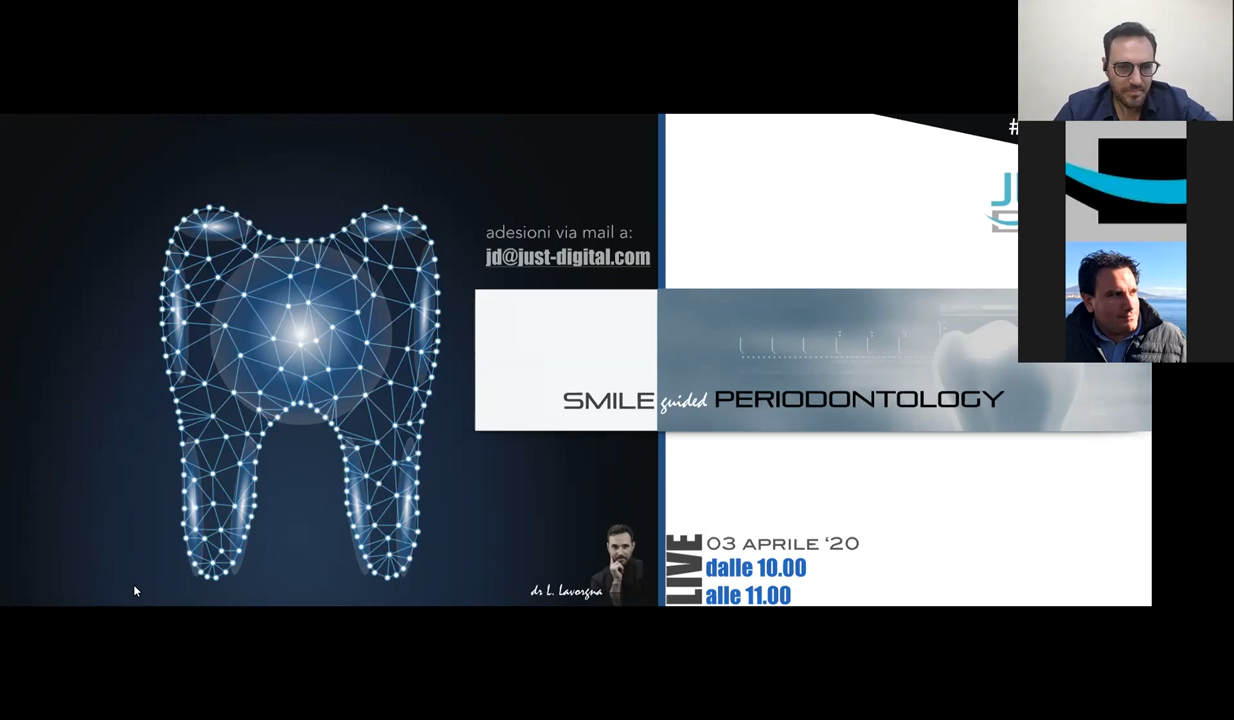 adesioni via mail a:
jd@just-digital.com
SMILE guided PERIODONTOLOGY
LIVE
03 APRILE ‘20
dalle 10.00
alle 11.00
dr L. Lavorgna